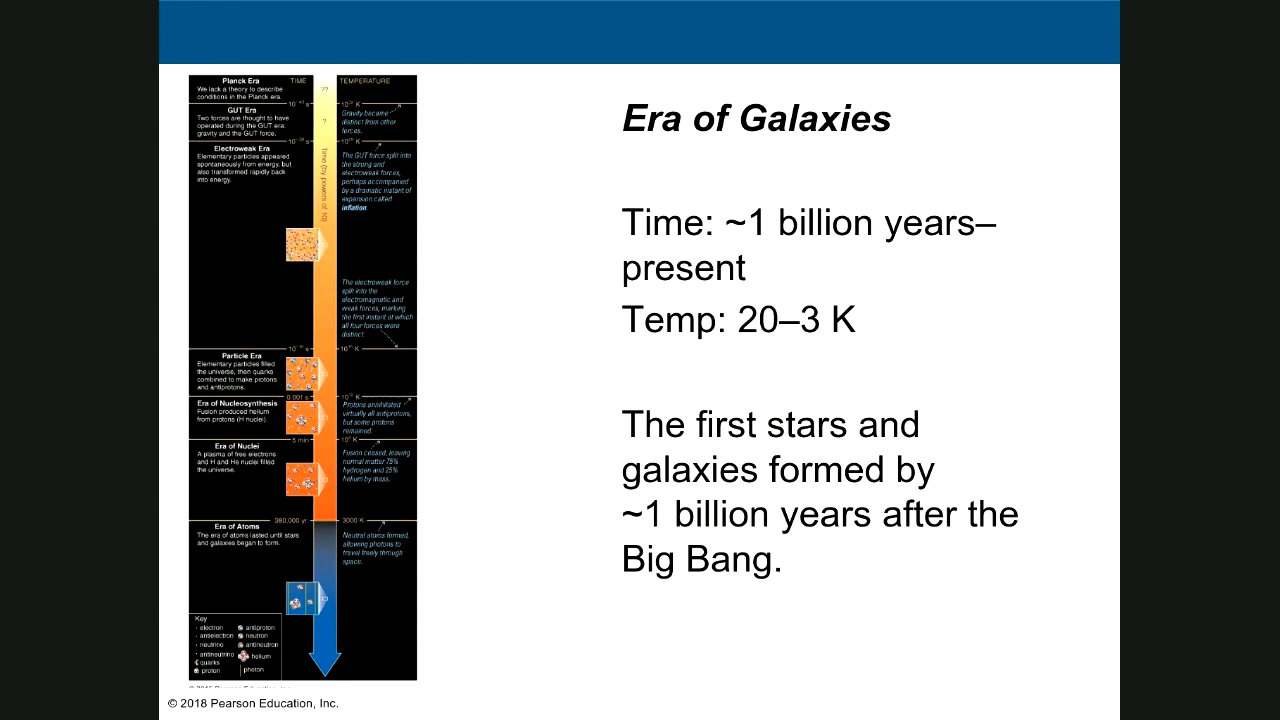 Planck Era
We lack a theory to describe
conditions in the Planck era.
TIME
TEMPERATURE
??
GUT Era
Two forces are thought to have
operated during the GUT era:
gravity and the GUT force.
?
Gravity became
distinct from other
forces.
Electroweak Era
Elementary particles appeared
spontaneously from energy, but
also transformed rapidly back
into energy.
Time (by powers of 10)
The GUT force split into
the strong and
electroweak forces,
perhaps accompanied
by a dramatic instant of
expansion called
inflation
The electroweak force
split into the
electromagnetic and
weak forces, marking
the first instant at which
all four forces were
distinct.
Particle Era
Elementary particles filled
the universe, then quarks
combined to make protons
and antiprotons.
0.001 s
Era of Nucleosynthesis
Fusion produced helium
from protons (H nuclei).
Protons annihilated
virtually all antiprotons,
but some protons
remained.
5 min
Era of Nuclei
A plasma of free electrons
and H and He nuclei filled
the universe.
Fusion ceased, leaving
normal matter 75%
hydrogen and 25%
helium by mass.
380,000 yr
3000 K
Era of Atoms
The era of atoms lasted until stars
and galaxies began to form.
Neutral atoms formed,
allowing photons to
travel freely through
space.
Key
electron
antielectron
neutrino
antineutrino
quarks
proton
antiproton
neutron
antineutron
helium
photon
Era of Galaxies
Time: ~1 billion years–
present
Temp: 20–3 K
The first stars and
galaxies formed by
~1 billion years after the
Big Bang.
© 2018 Pearson Education, Inc.